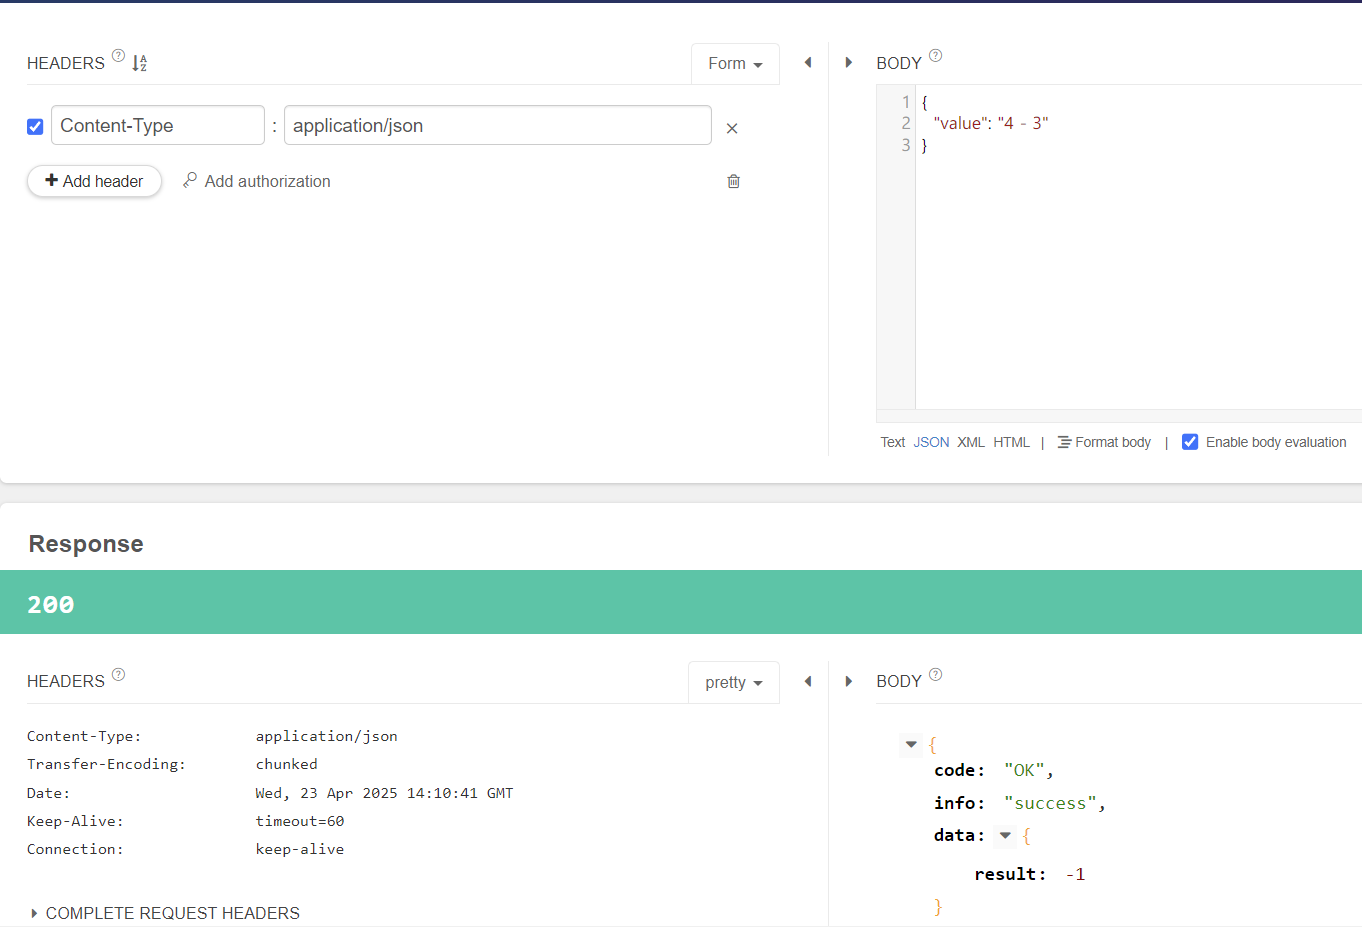 HEADERS ?
Form
BODY ?
Content-Type : application/json
1 {
2 "value": "4 - 3"
3 }
Add header Add authorization
Text JSON XML HTML | Format body | Enable body evaluation
Response
200
HEADERS ?
pretty
BODY ?
Content-Type: application/json
Transfer-Encoding: chunked
Date: Wed, 23 Apr 2025 14:10:41 GMT
Keep-Alive: timeout=60
Connection: keep-alive
COMPLETE REQUEST HEADERS
{
code: "OK",
info: "success",
data: {
result: -1
}